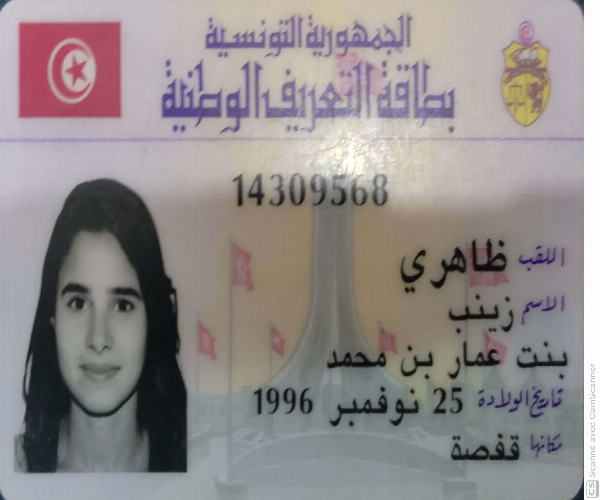 الجمهورية التونسية
بطاقة التعريف الوطنية
14309568
اللقب ظاهري
الاسم زينب
بنت عمار بن محمد
تاريخ الولادة 25 نوفمبر 1996
مكانها قفصة
CS Scanné avec CamScanner